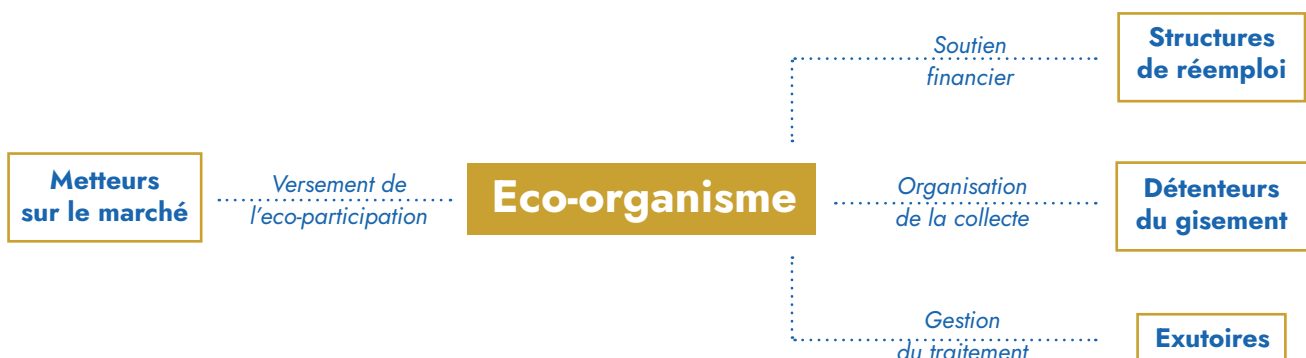 Soutien
financier
Structures
de réemploi
Metteurs
sur le marché
Versement de
l'eco-participation
Eco-organisme
Organisation
de la collecte
Détenteurs
du gisement
Gestion
du traitement
Exutoires